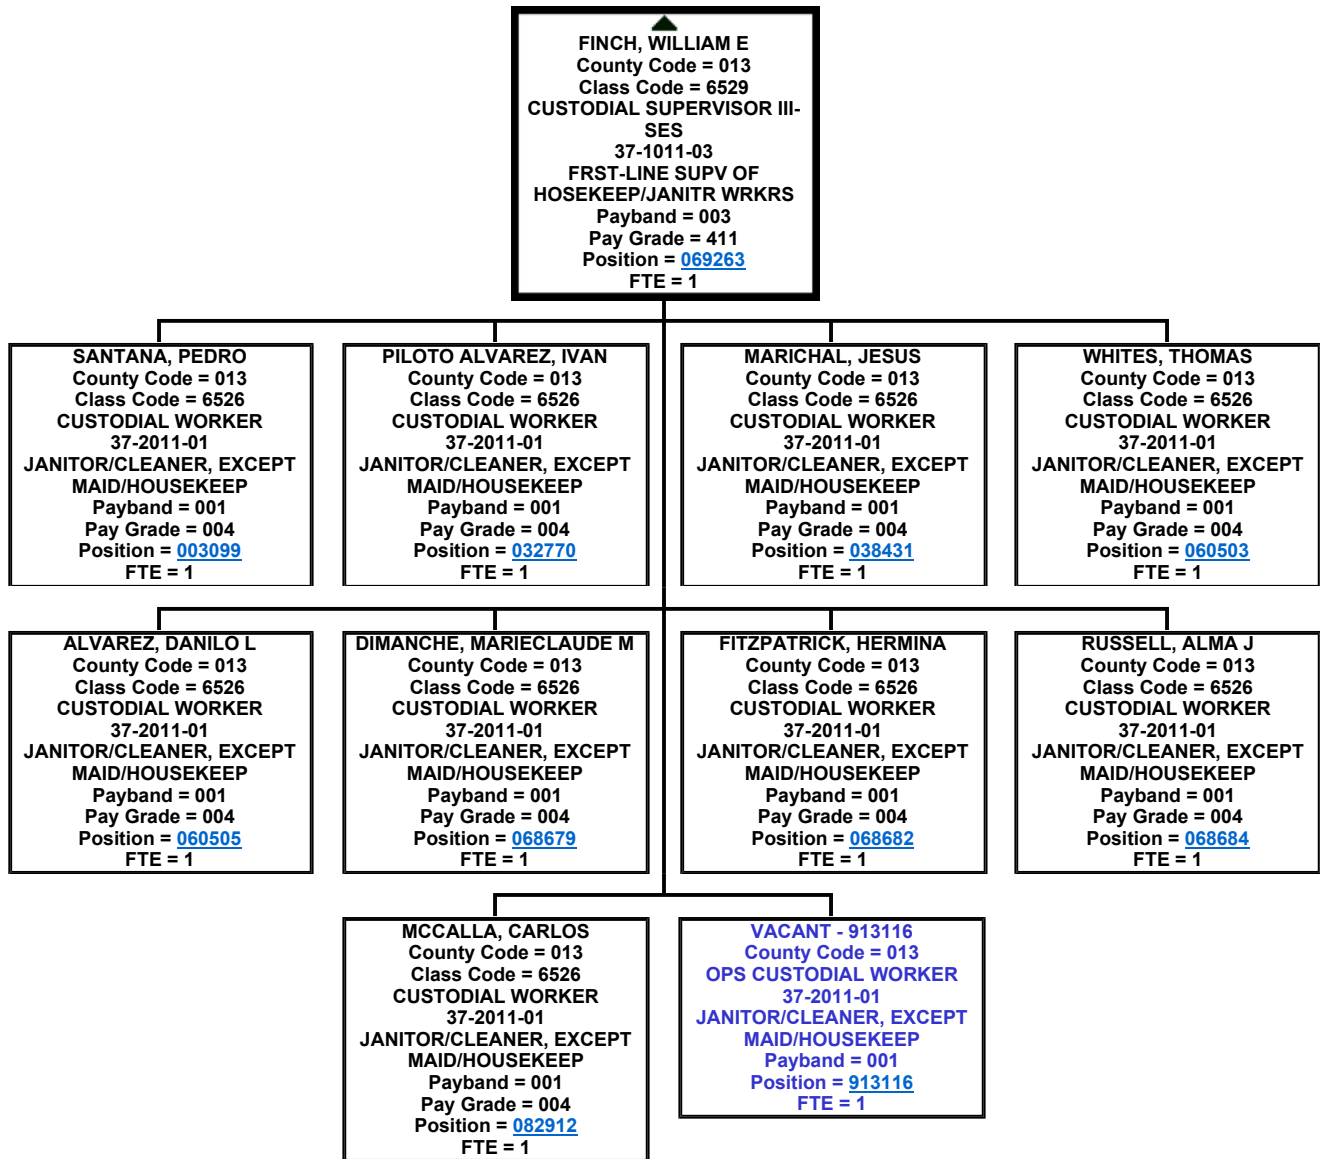 FINCH, WILLIAM E
County Code = 013
Class Code = 6529
CUSTODIAL SUPERVISOR III-
SES
37-1011-03
FRST-LINE SUPV OF
HOSEKEEP/JANITR WRKRS
Payband = 003
Pay Grade = 411
Position = 069263
FTE = 1
SANTANA, PEDRO
County Code = 013
Class Code = 6526
CUSTODIAL WORKER
37-2011-01
JANITOR/CLEANER, EXCEPT
MAID/HOUSEKEEP
Payband = 001
Pay Grade = 004
Position = 003099
FTE = 1
PILOTO ALVAREZ, IVAN
County Code = 013
Class Code = 6526
CUSTODIAL WORKER
37-2011-01
JANITOR/CLEANER, EXCEPT
MAID/HOUSEKEEP
Payband = 001
Pay Grade = 004
Position = 032770
FTE = 1
MARICHAL, JESUS
County Code = 013
Class Code = 6526
CUSTODIAL WORKER
37-2011-01
JANITOR/CLEANER, EXCEPT
MAID/HOUSEKEEP
Payband = 001
Pay Grade = 004
Position = 038431
FTE = 1
WHITES, THOMAS
County Code = 013
Class Code = 6526
CUSTODIAL WORKER
37-2011-01
JANITOR/CLEANER, EXCEPT
MAID/HOUSEKEEP
Payband = 001
Pay Grade = 004
Position = 060503
FTE = 1
ALVAREZ, DANILO L
County Code = 013
Class Code = 6526
CUSTODIAL WORKER
37-2011-01
JANITOR/CLEANER, EXCEPT
MAID/HOUSEKEEP
Payband = 001
Pay Grade = 004
Position = 060505
FTE = 1
DIMANCHE, MARIECLAUDE M
County Code = 013
Class Code = 6526
CUSTODIAL WORKER
37-2011-01
JANITOR/CLEANER, EXCEPT
MAID/HOUSEKEEP
Payband = 001
Pay Grade = 004
Position = 068679
FTE = 1
FITZPATRICK, HERMINA
County Code = 013
Class Code = 6526
CUSTODIAL WORKER
37-2011-01
JANITOR/CLEANER, EXCEPT
MAID/HOUSEKEEP
Payband = 001
Pay Grade = 004
Position = 068682
FTE = 1
RUSSELL, ALMA J
County Code = 013
Class Code = 6526
CUSTODIAL WORKER
37-2011-01
JANITOR/CLEANER, EXCEPT
MAID/HOUSEKEEP
Payband = 001
Pay Grade = 004
Position = 068684
FTE = 1
MCCALLA, CARLOS
County Code = 013
Class Code = 6526
CUSTODIAL WORKER
37-2011-01
JANITOR/CLEANER, EXCEPT
MAID/HOUSEKEEP
Payband = 001
Pay Grade = 004
Position = 082912
FTE = 1
VACANT - 913116
County Code = 013
OPS CUSTODIAL WORKER
37-2011-01
JANITOR/CLEANER, EXCEPT
MAID/HOUSEKEEP
Payband = 001
Position = 913116
FTE = 1